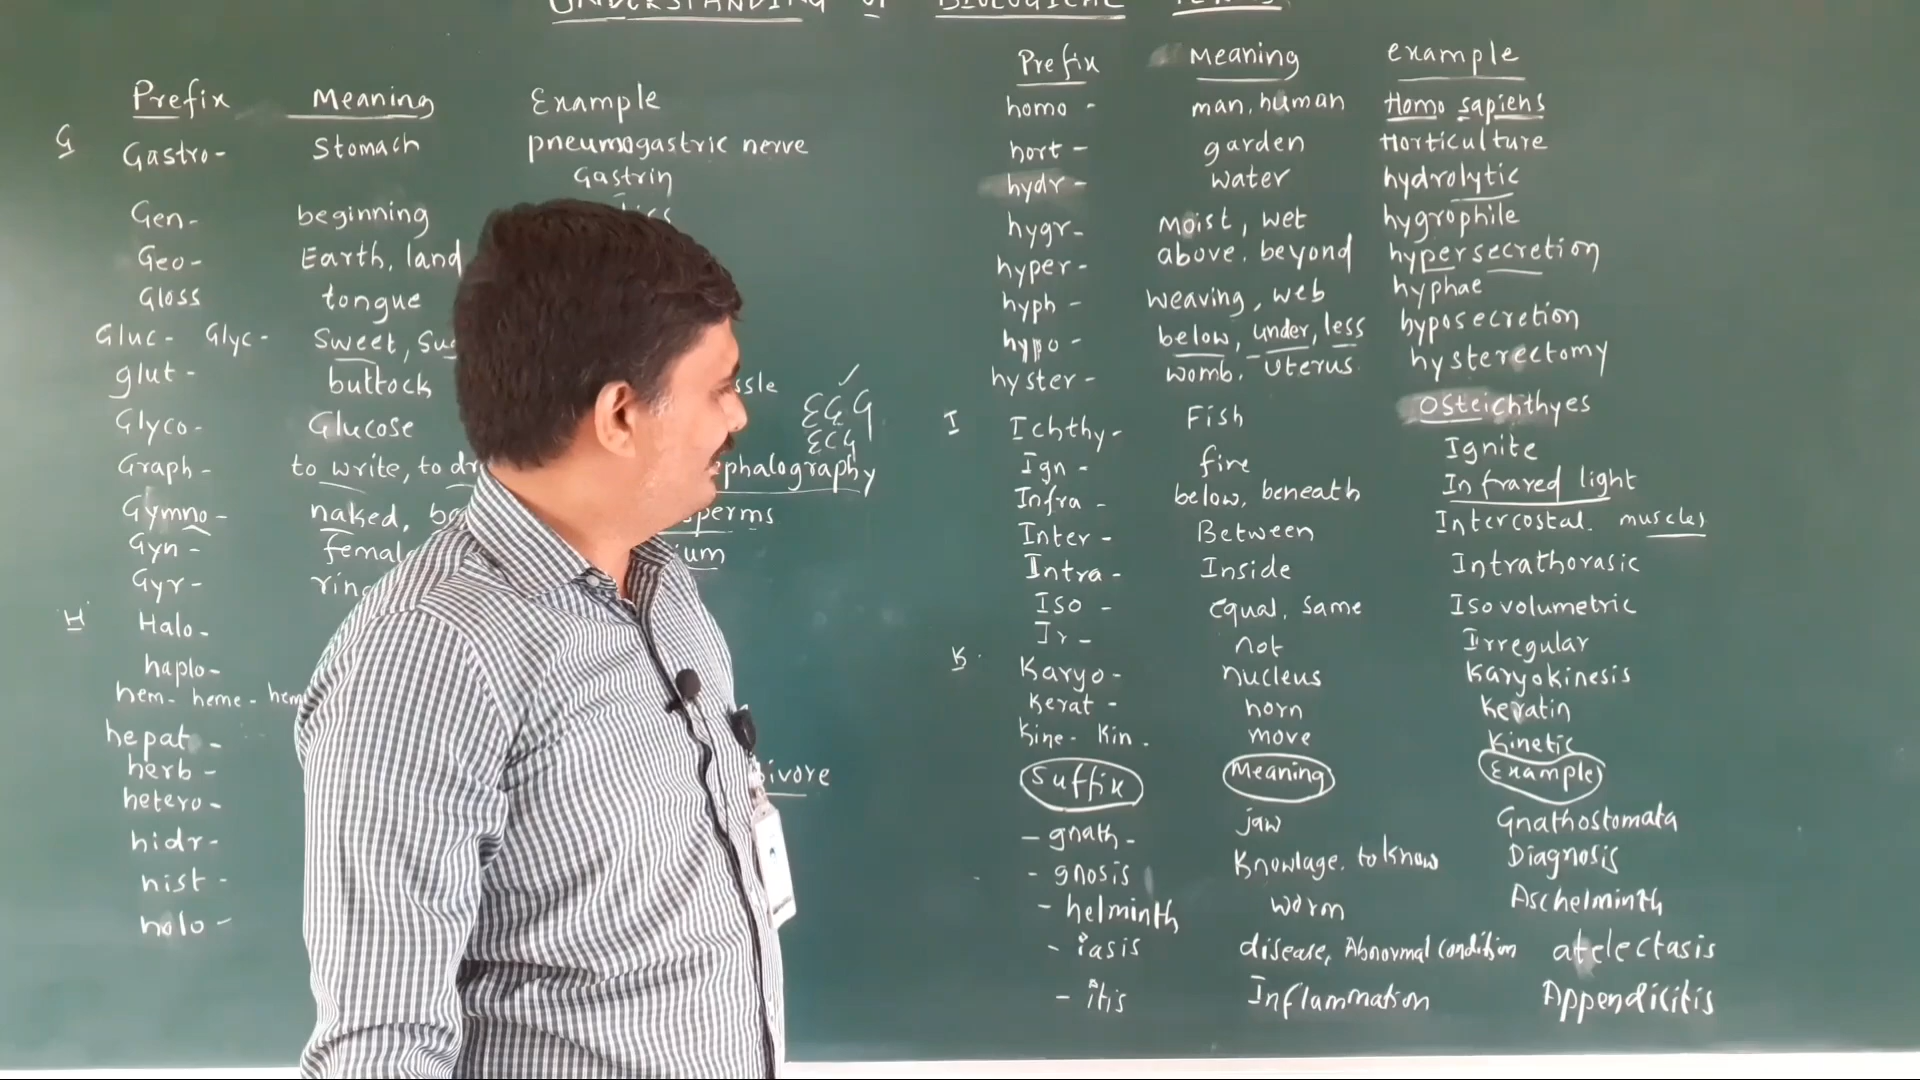 UNDERSTANDING OF BIOLOGICAL TERMS
Prefix Meaning Example
G
Gastro- Stomach pneumogastric nerve
Gastrin
Gen- beginning
Geo- Earth, land
Gloss tongue
Gluc- Glyc- Sweet,
glut- buttock
EEG
ECG
Glyco- Glucose
Graph- to write, to
Gymno- naked,
Gyn-
Gyr-
H
Halo-
haplo-
hem- heme-
hepat-
herb-
hetero-
hidr-
hist-
holo-
Prefix Meaning example
homo- man, human Homo sapiens
hort- garden Horticulture
hydr- water hydrolytic
hygr- Moist, wet hygrophile
hyper- above, beyond hypersecretion
hyph- weaving, web hyphae
hypo- below, under, less hyposecretion
hyster- womb, uterus hysterectomy
I
Ichthy- Fish Osteichthyes
Ign- fire Ignite
Infra- below, beneath Infrared light
Inter- Between Intercostal muscles
Intra- Inside Intrathorasic
Iso- equal, same Isovolumetric
Ir- not Irregular
K
Karyo- nucleus Karyokinesis
Kerat- horn Keratin
Kine- Kin- move Kinetic
Suffix Meaning Example
-gnath- jaw Gnathostomata
-gnosis Knowlage, to know Diagnosis
-helminth worm Aschelminth
-iasis disease, Abnormal Condition atelectasis
-itis Inflammation Appendicitis